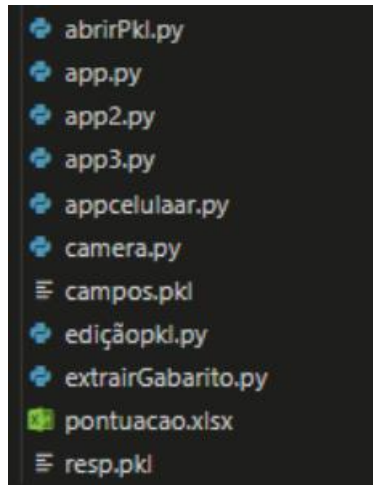 abrirPkl.py
app.py
app2.py
app3.py
appcelulaar.py
camera.py
campos.pkl
ediçãopkl.py
extrairGabarito.py
pontuacao.xlsx
resp.pkl